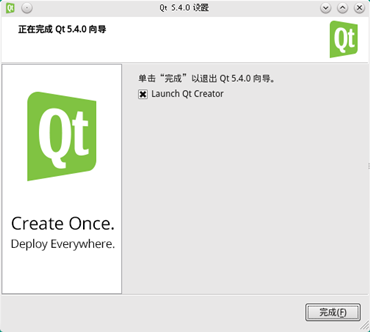 Qt 5.4.0 设置
正在完成 Qt 5.4.0 向导
Qt
Qt
单击“完成”以退出 Qt 5.4.0 向导。
Launch Qt Creator
Create Once.
Deploy Everywhere.
完成(F)